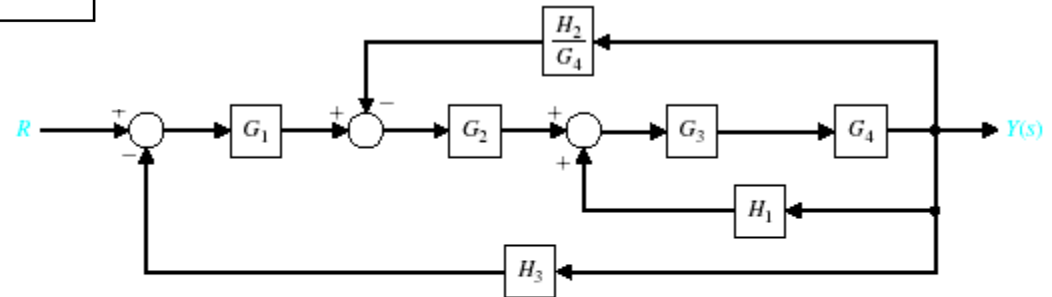 H₂
G₄
+
+
−
+
R
G₁
G₂
G₃
G₄
Y(s)
−
+
H₁
H₃